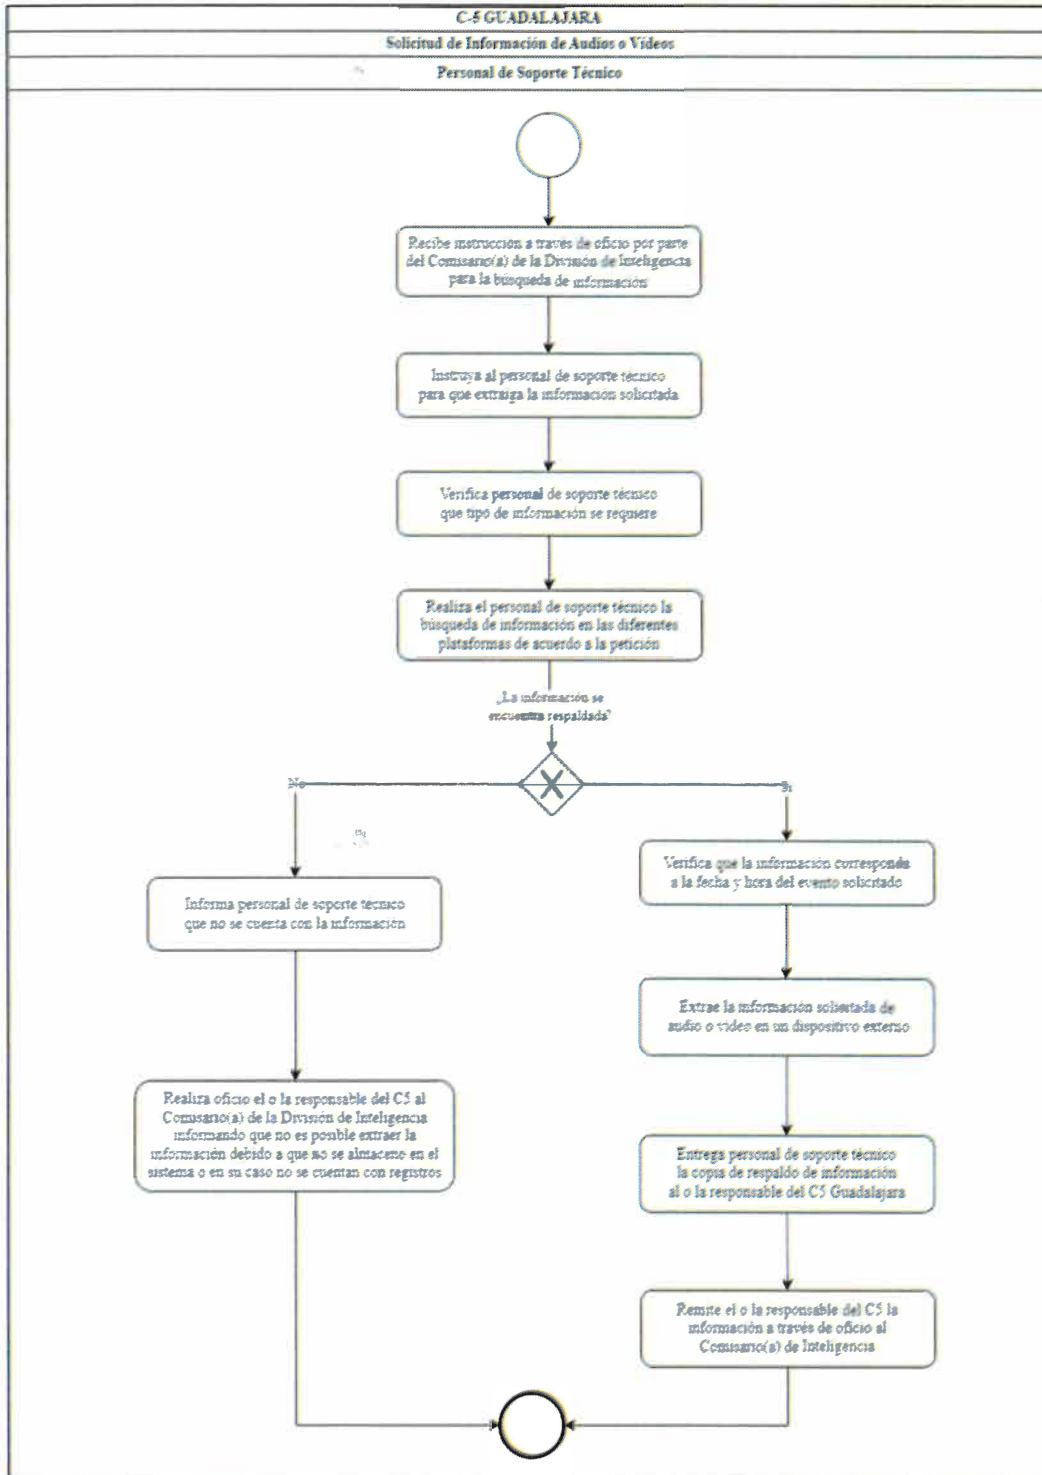 C-5 GUADALAJARA
Solicitud de Información de Audios o Vídeos
Personal de Soporte Técnico
Recibe instrucción a través de oficio por parte
del Comisario(a) de la División de Inteligencia
para la búsqueda de información
Instruya al personal de soporte técnico
para que extraiga la información solicitada
Verifica personal de soporte técnico
que tipo de información se requiere
Realiza el personal de soporte técnico la
búsqueda de información en las diferentes
plataformas de acuerdo a la petición
¿La información se
encuentra respaldada?
No
Si
Verifica que la información corresponda
a la fecha y hora del evento solicitado
Informa personal de soporte técnico
que no se cuenta con la información
Extrae la información solicitada de
audio o video en un dispositivo externo
Realiza oficio el o la responsable del C5 al
Comisario(a) de la División de Inteligencia
informando que no es posible extraer la
información debido a que no se almaceno en el
sistema o en su caso no se cuentan con registros
Entrega personal de soporte técnico
la copia de respaldo de información
al o la responsable del C5 Guadalajara
Remite el o la responsable del C5 la
información a través de oficio al
Comisario(a) de Inteligencia